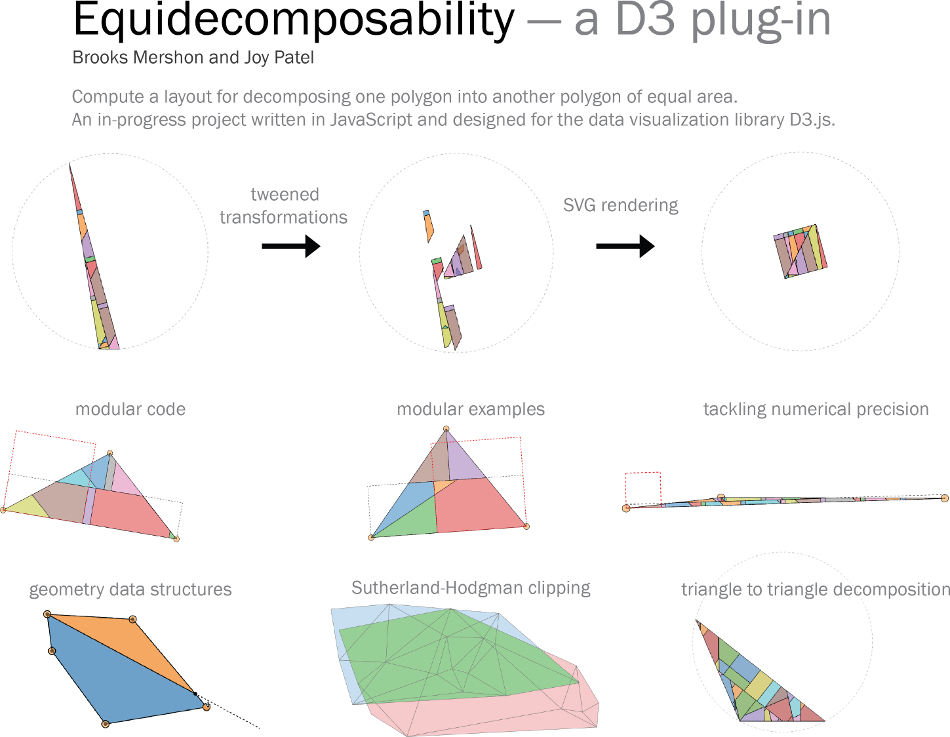 Equidecomposability — a D3 plug-in
Brooks Mershon and Joy Patel
Compute a layout for decomposing one polygon into another polygon of equal area.
An in-progress project written in JavaScript and designed for the data visualization library D3.js.
tweened
transformations
SVG rendering
modular code
modular examples
tackling numerical precision
geometry data structures
Sutherland-Hodgman clipping
triangle to triangle decomposition